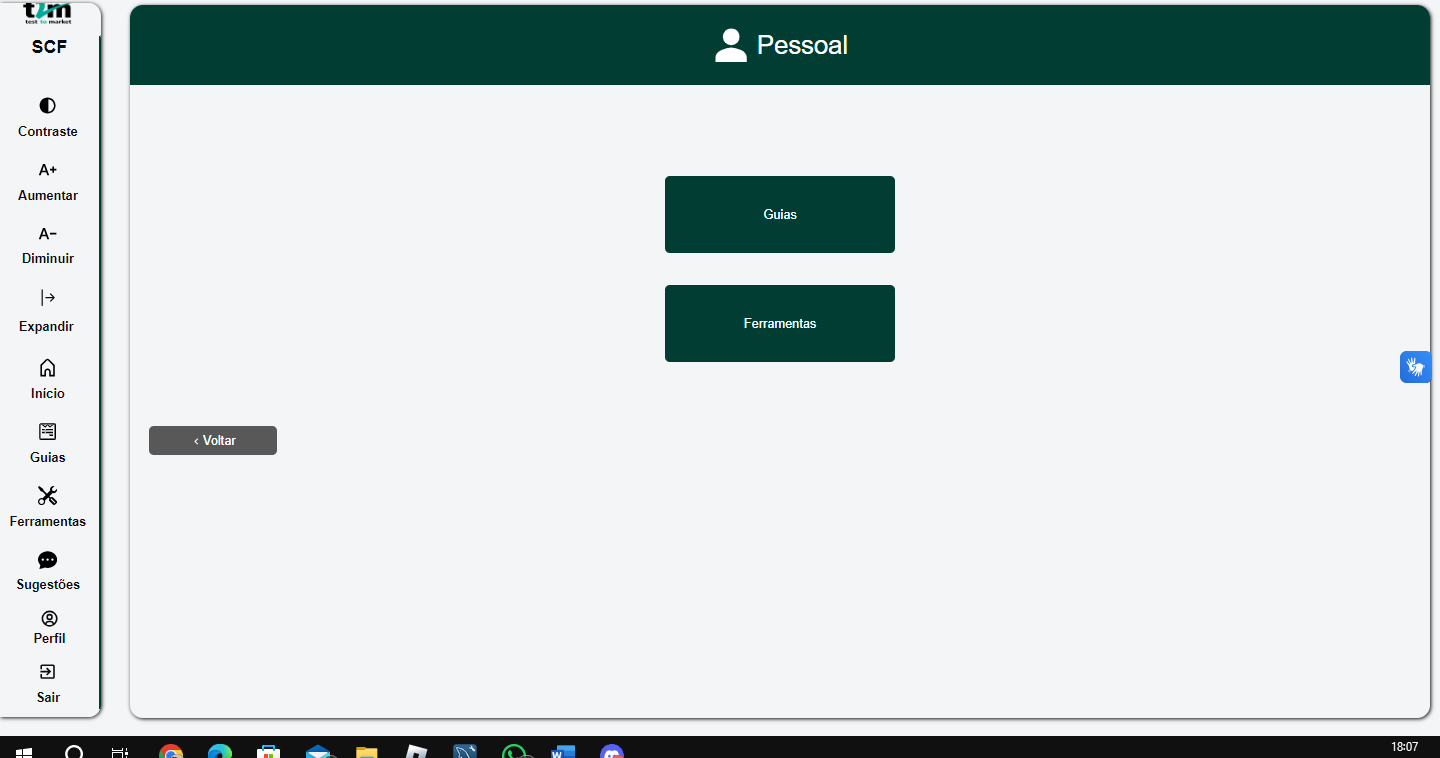 t2m
test to market
SCF
Contraste
A+
Aumentar
A-
Diminuir
Expandir
Início
Guias
Ferramentas
Sugestões
Perfil
Sair
Pessoal
Guias
Ferramentas
‹ Voltar
18:07